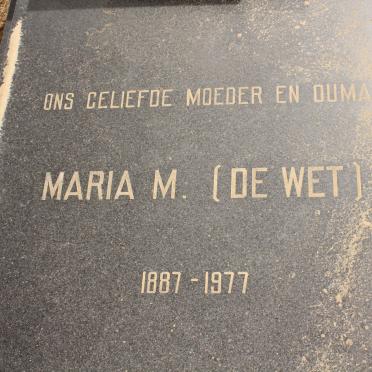 ONS GELIEFDE MOEDER EN OUMA
MARIA M. (DE WET)
1887 - 1977